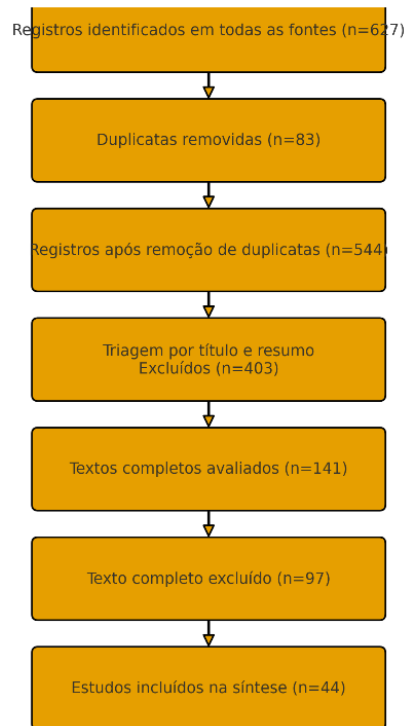 Registros identificados em todas as fontes (n=627)
Duplicatas removidas (n=83)
Registros após remoção de duplicatas (n=544)
Triagem por título e resumo
Excluídos (n=403)
Textos completos avaliados (n=141)
Texto completo excluído (n=97)
Estudos incluídos na síntese (n=44)